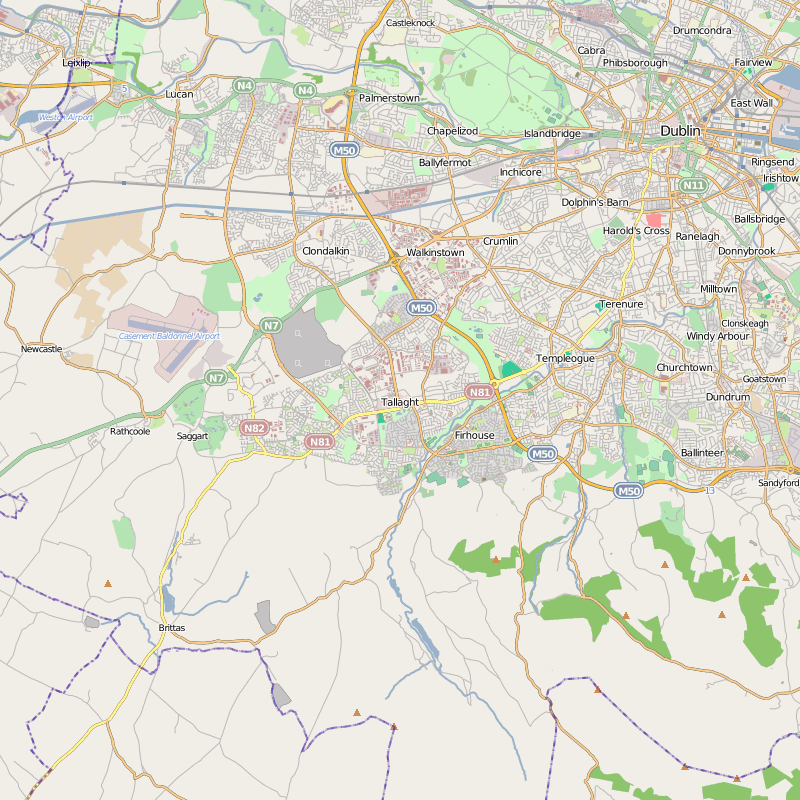 Castleknock
Drumcondra
Cabra
Phibsborough
Fairview
Leixlip
5
Lucan
N4
N4
Palmerstown
East Wall
Weston Airport
Chapelizod
Islandbridge
Dublin
M50
Ballyfermot
Inchicore
Ringsend
Irishtow
N11
Dolphin's Barn
Ballsbridge
Harold's Cross
Ranelagh
Crumlin
Donnybrook
Clondalkin
Walkinstown
Milltown
M50
Terenure
Clonskeagh
N7
Casement Baldonnel Airport
Windy Arbour
Newcastle
Templeogue
Churchtown
N7
Goatstown
N81
Dundrum
Tallaght
Rathcoole
Saggart
N82
N81
Firhouse
M50
Ballinteer
Sandyford
M50
13
Brittas